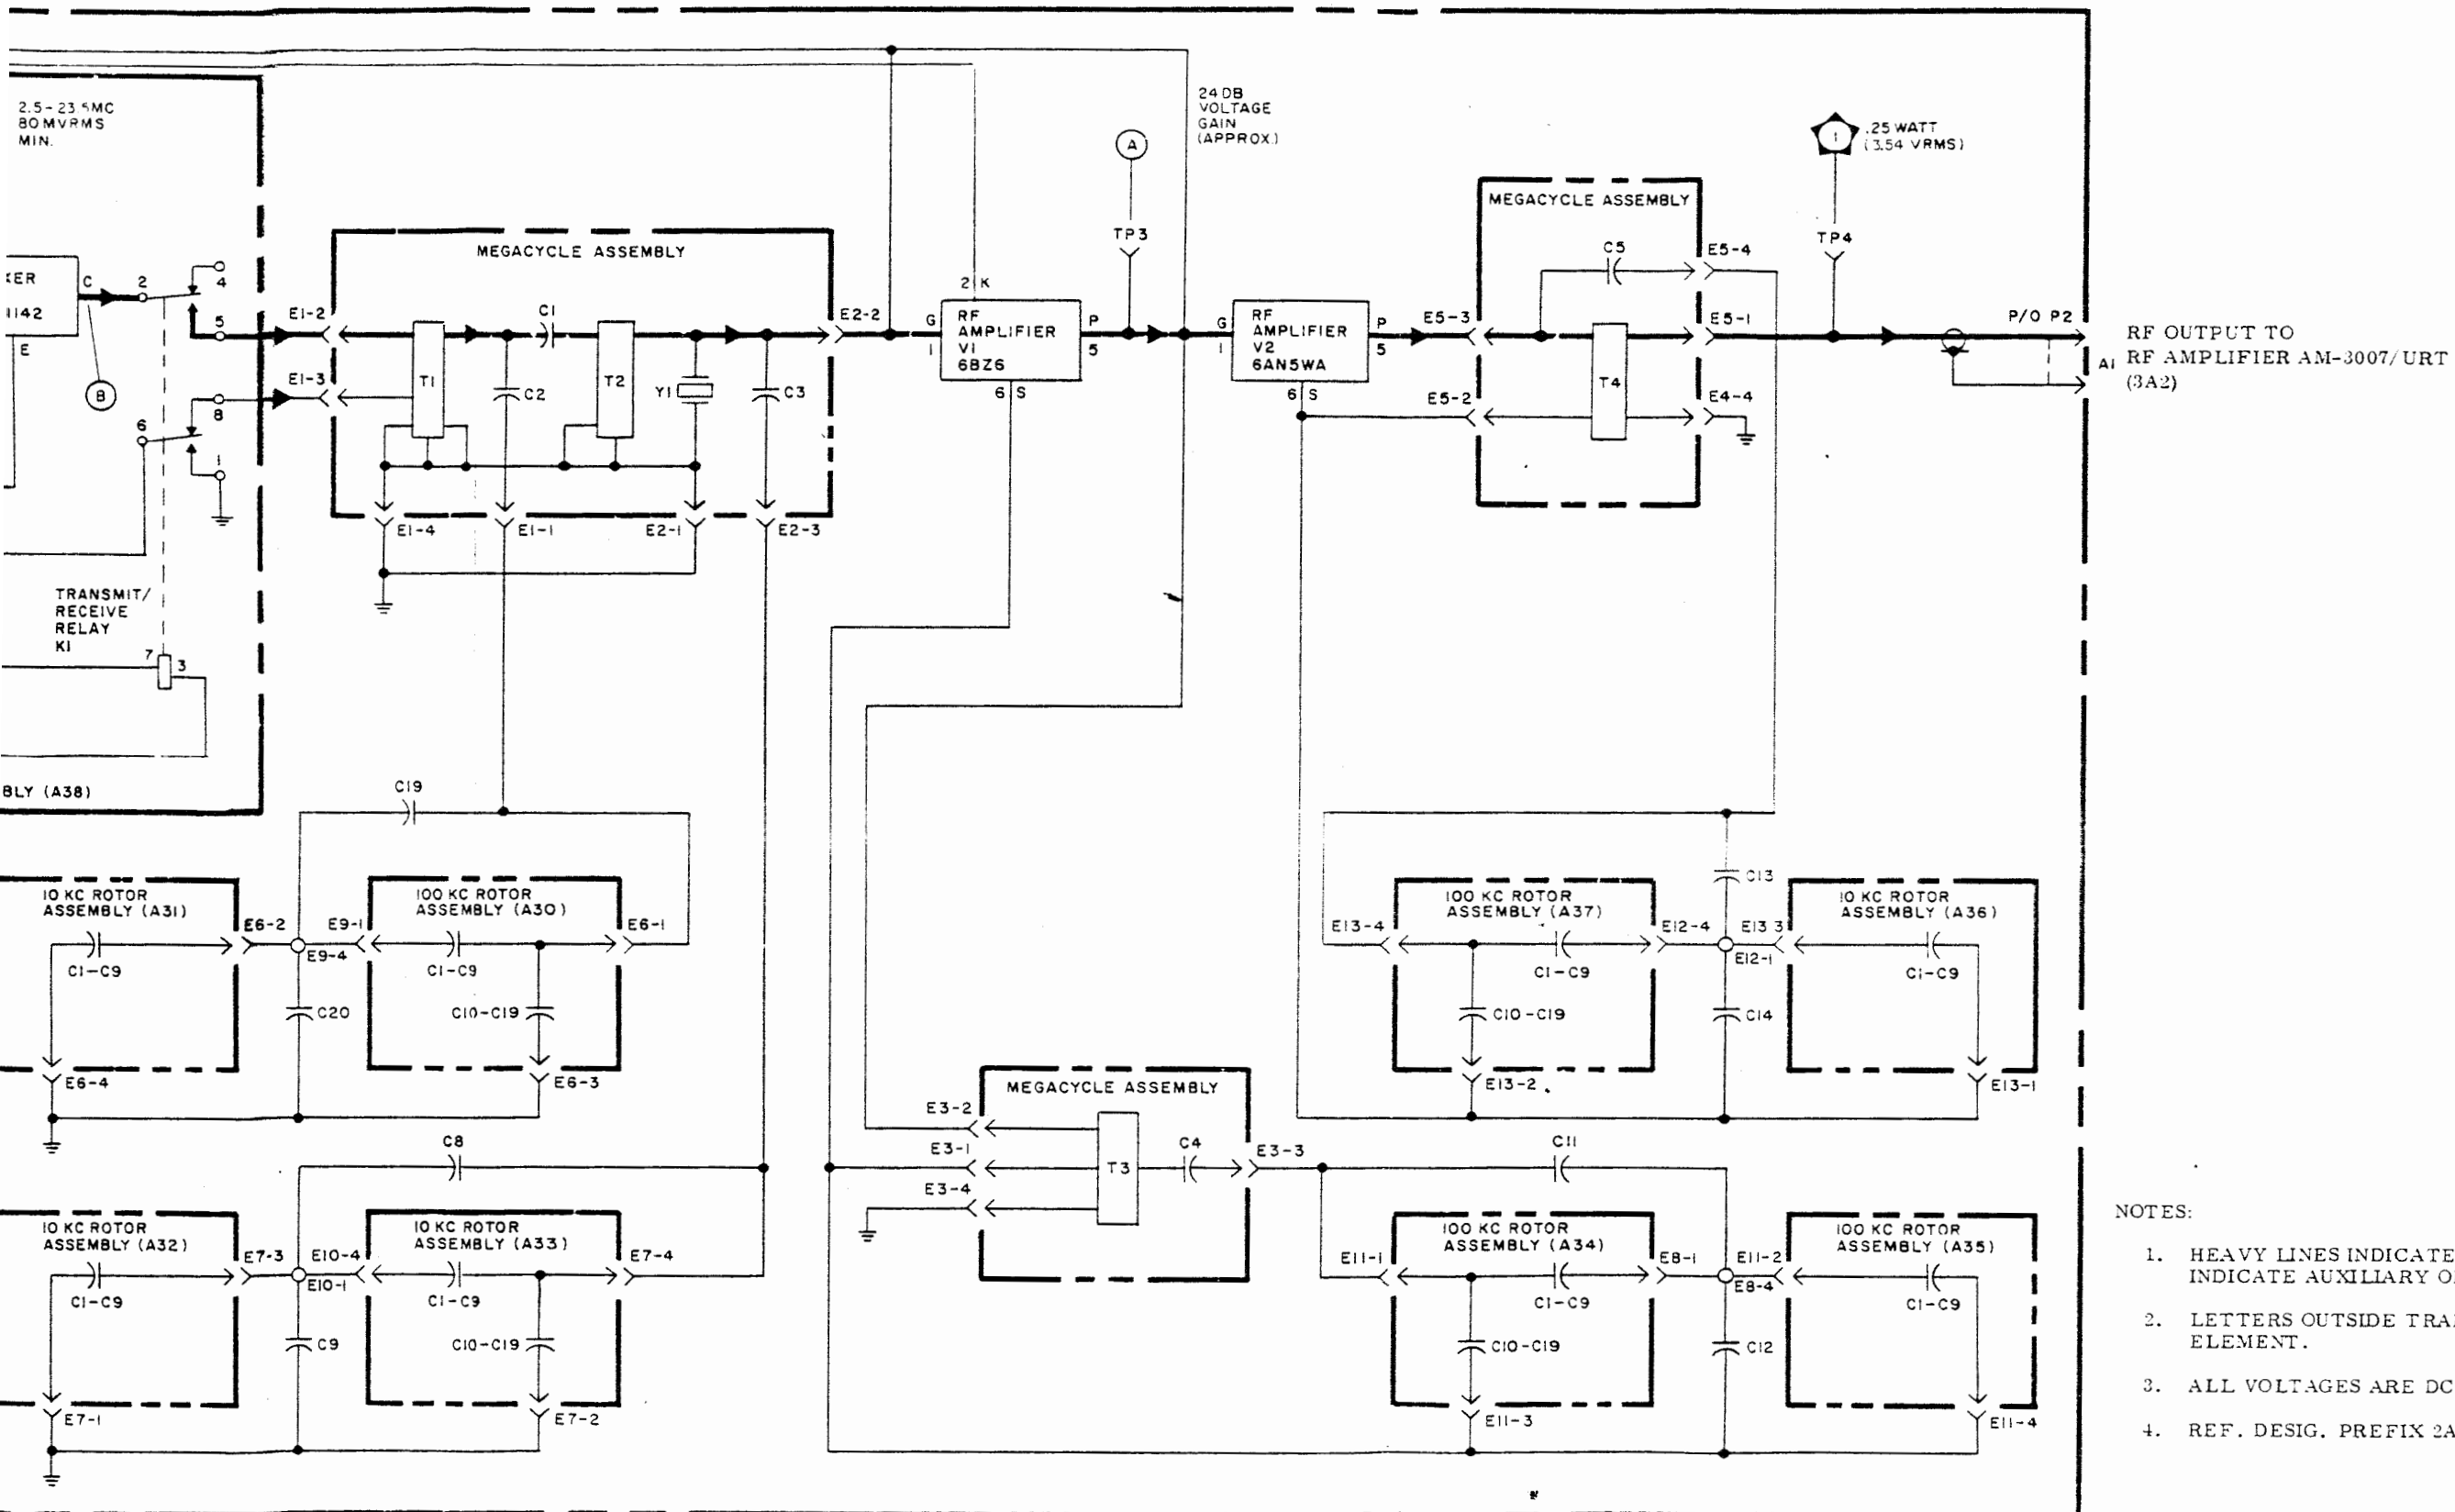 2.5-23.5MC
80 MVRMS
MIN.
24 DB
VOLTAGE
GAIN
(APPROX.)
A
1
.25 WATT
(3.54 VRMS)
TP3
TP4
MEGACYCLE ASSEMBLY
MEGACYCLE ASSEMBLY
C
2
4
5
E
B
6
8
1
E1-2
E1-3
T1
C1
C2
T2
Y1
C3
E2-2
E1-4
E1-1
E2-1
E2-3
2 K
G
1
RF
AMPLIFIER
V1
6BZ6
P
5
6 S
G
1
RF
AMPLIFIER
V2
6AN5WA
P
5
6 S
E5-3
E5-2
C5
T4
E5-4
E5-1
E4-4
P/O P2
A1
RF OUTPUT TO
RF AMPLIFIER AM-3007/URT
(3A2)
1142
TRANSMIT/
RECEIVE
RELAY
K1
7
3
BLY (A38)
C19
10 KC ROTOR
ASSEMBLY (A31)
C1-C9
E6-2
E9-1
E9-4
C20
E6-4
100 KC ROTOR
ASSEMBLY (A30)
C1-C9
C10-C19
E6-1
E6-3
C8
10 KC ROTOR
ASSEMBLY (A32)
C1-C9
E7-3
E10-4
E10-1
C9
E7-1
10 KC ROTOR
ASSEMBLY (A33)
C1-C9
C10-C19
E7-4
E7-2
MEGACYCLE ASSEMBLY
E3-2
E3-1
E3-4
T3
C4
E3-3
C13
100 KC ROTOR
ASSEMBLY (A37)
E13-4
C1-C9
C10-C19
E13-2
E12-4
E13 3
E12-1
C14
10 KC ROTOR
ASSEMBLY (A36)
C1-C9
E13-1
C11
100 KC ROTOR
ASSEMBLY (A34)
E11-1
C1-C9
C10-C19
E11-3
E8-1
E11-2
E8-4
C12
100 KC ROTOR
ASSEMBLY (A35)
C1-C9
E11-4
NOTES:
1. HEAVY LINES INDICATE
INDICATE AUXILIARY
2. LETTERS OUTSIDE
ELEMENT.
3. ALL VOLTAGES ARE DC
4. REF. DESIG. PREFIX 2A